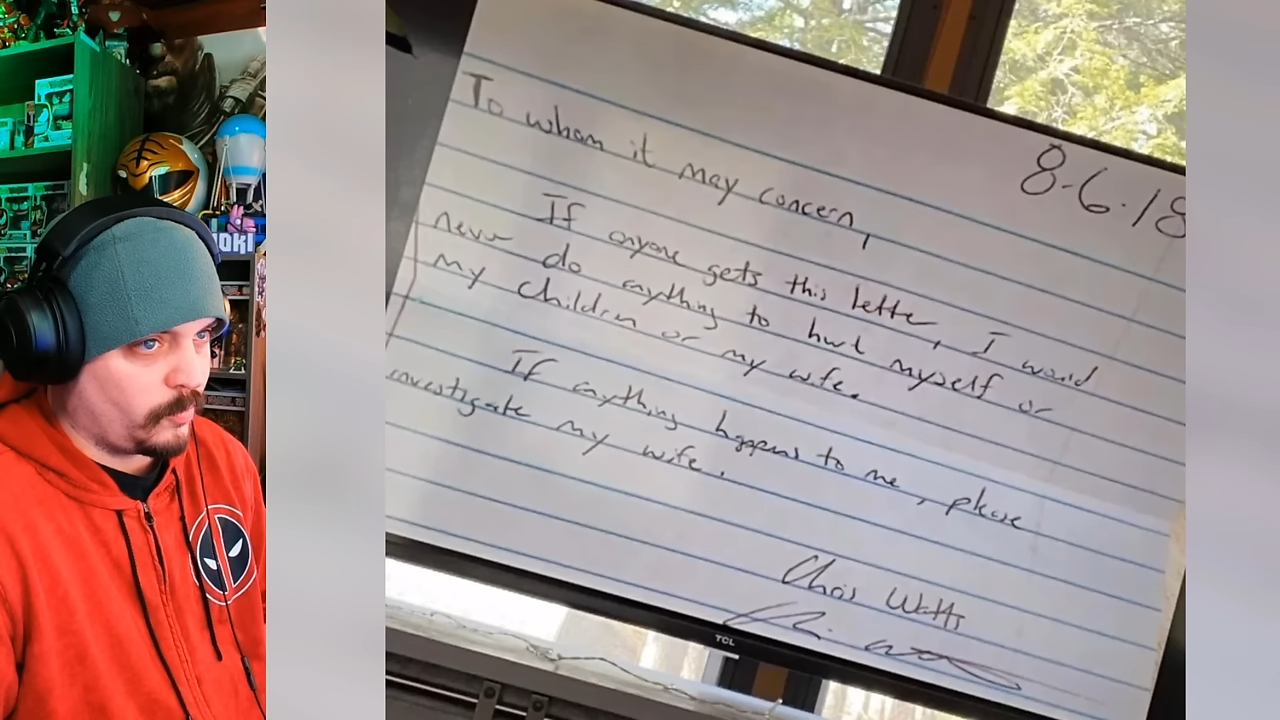 To whom it may concern,
8-6-18
If anyone gets this letter, I would
never do anything to hurt myself or
my children or my wife.
If anything happens to me, please
investigate my wife.
Chris Watts
TCL